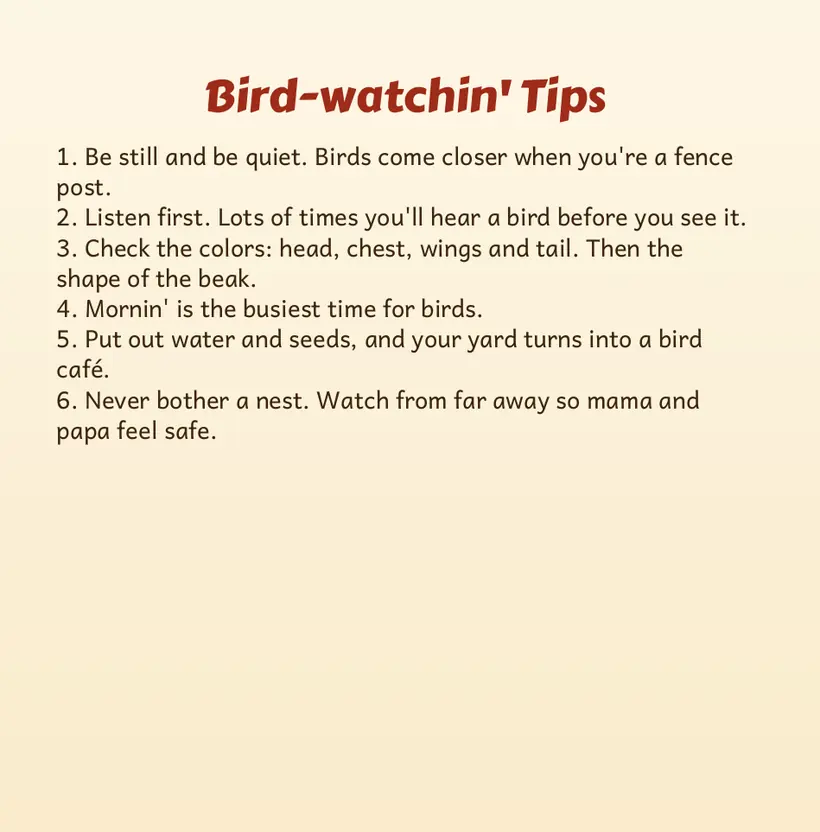 Bird-watchin' Tips
1. Be still and be quiet. Birds come closer when you're a fence
post.
2. Listen first. Lots of times you'll hear a bird before you see it.
3. Check the colors: head, chest, wings and tail. Then the
shape of the beak.
4. Mornin' is the busiest time for birds.
5. Put out water and seeds, and your yard turns into a bird
café.
6. Never bother a nest. Watch from far away so mama and
papa feel safe.